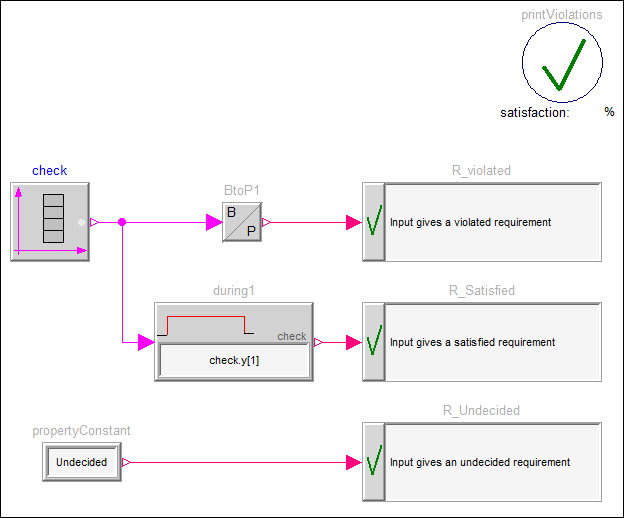 printViolations
satisfaction: %
check
BtoP1
B
P
R_violated
Input gives a violated requirement
during1
check
check.y[1]
R_Satisfied
Input gives a satisfied requirement
propertyConstant
Undecided
R_Undecided
Input gives an undecided requirement